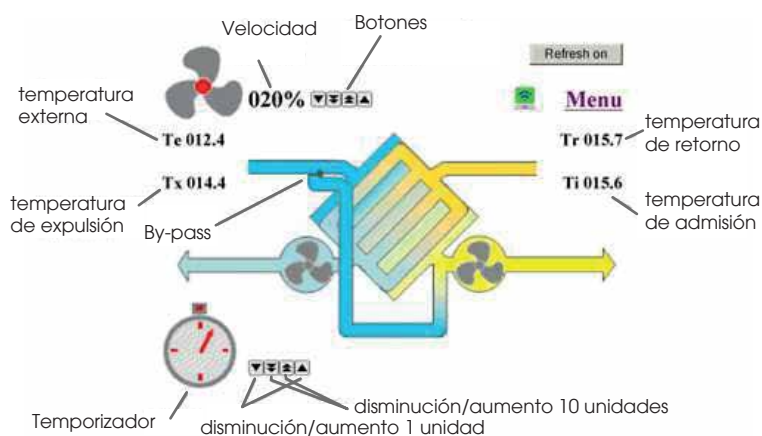 Velocidad
Botones
Refresh on
020%
Menu
temperatura
externa
Te 012.4
Tr 015.7
temperatura
de retorno
Tx 014.4
Ti 015.6
temperatura
de expulsión
By-pass
temperatura
de admisión
Temporizador
disminución/aumento 10 unidades
disminución/aumento 1 unidad